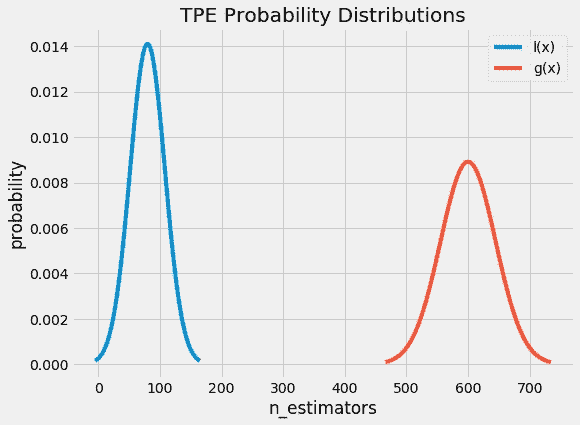 TPE Probability Distributions
l(x)
g(x)
0.014
0.012
0.010
0.008
0.006
0.004
0.002
0.000
probability
0 100 200 300 400 500 600 700
n_estimators